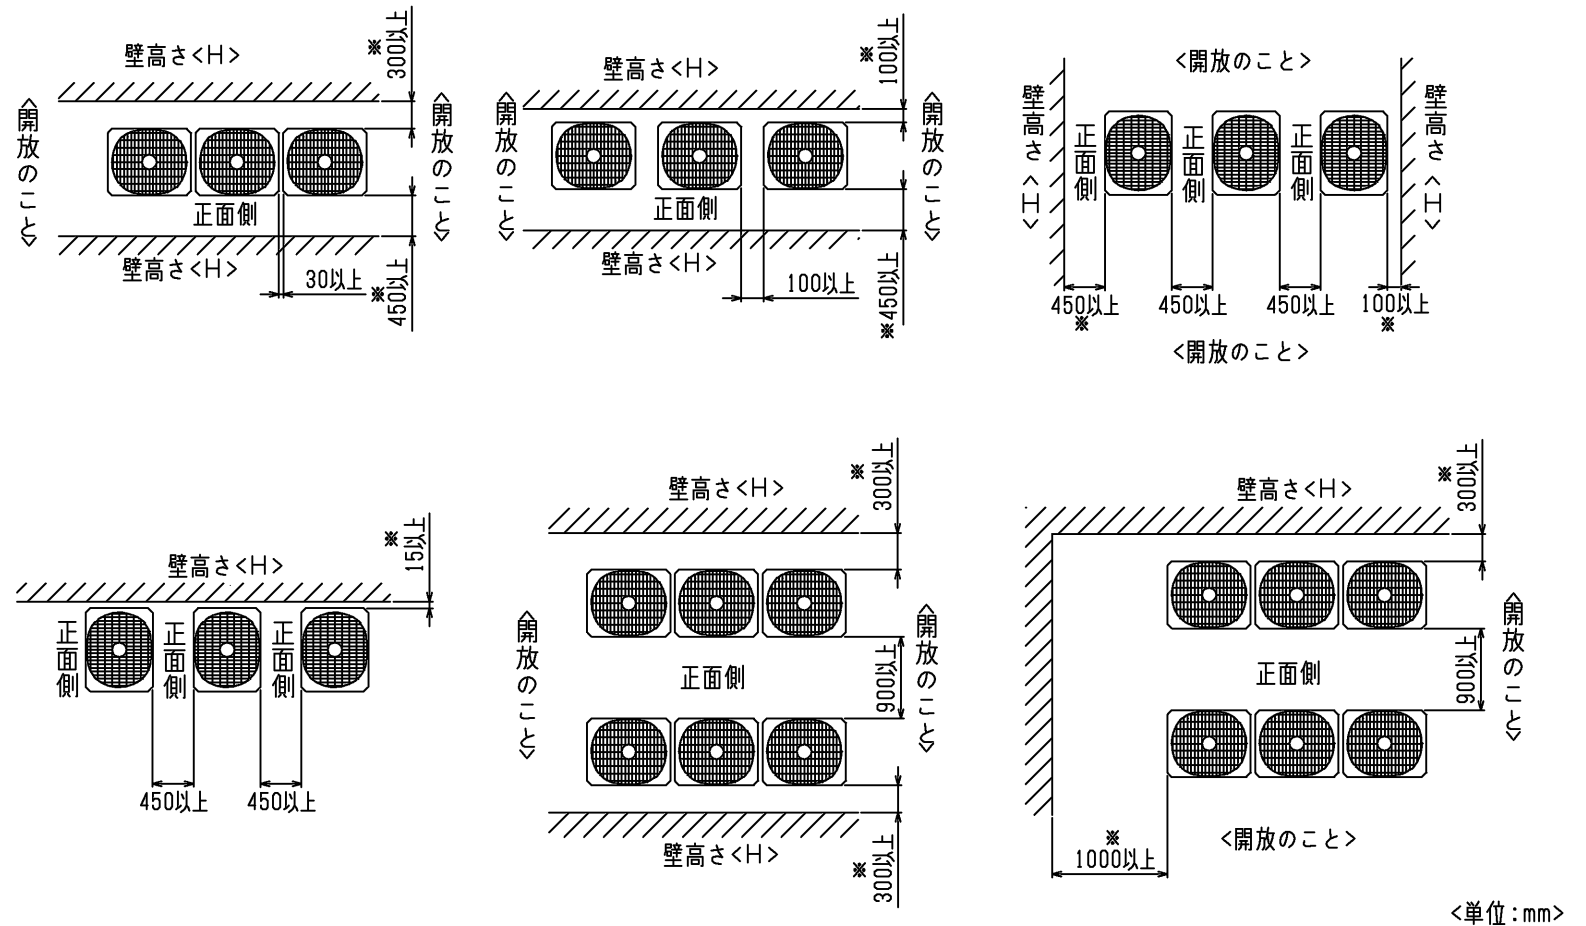 壁高さ<H>
※
300以上
<開放のこと>
<開放のこと>
正面側
壁高さ<H>
30以上
※
450以上
壁高さ<H>
※
100以上
<開放のこと>
<開放のこと>
正面側
壁高さ<H>
100以上
※450以上
<開放のこと>
壁高さ<H>
正面側
正面側
正面側
壁高さ<H>
450以上
※
450以上
450以上
100以上
※
<開放のこと>
壁高さ<H>
※
15以上
正面側
正面側
正面側
450以上
450以上
壁高さ<H>
※
300以上
<開放のこと>
正面側
900以上
<開放のこと>
壁高さ<H>
※
300以上
壁高さ<H>
※
300以上
正面側
900以上
<開放のこと>
※
1000以上
<開放のこと>
<単位:mm>